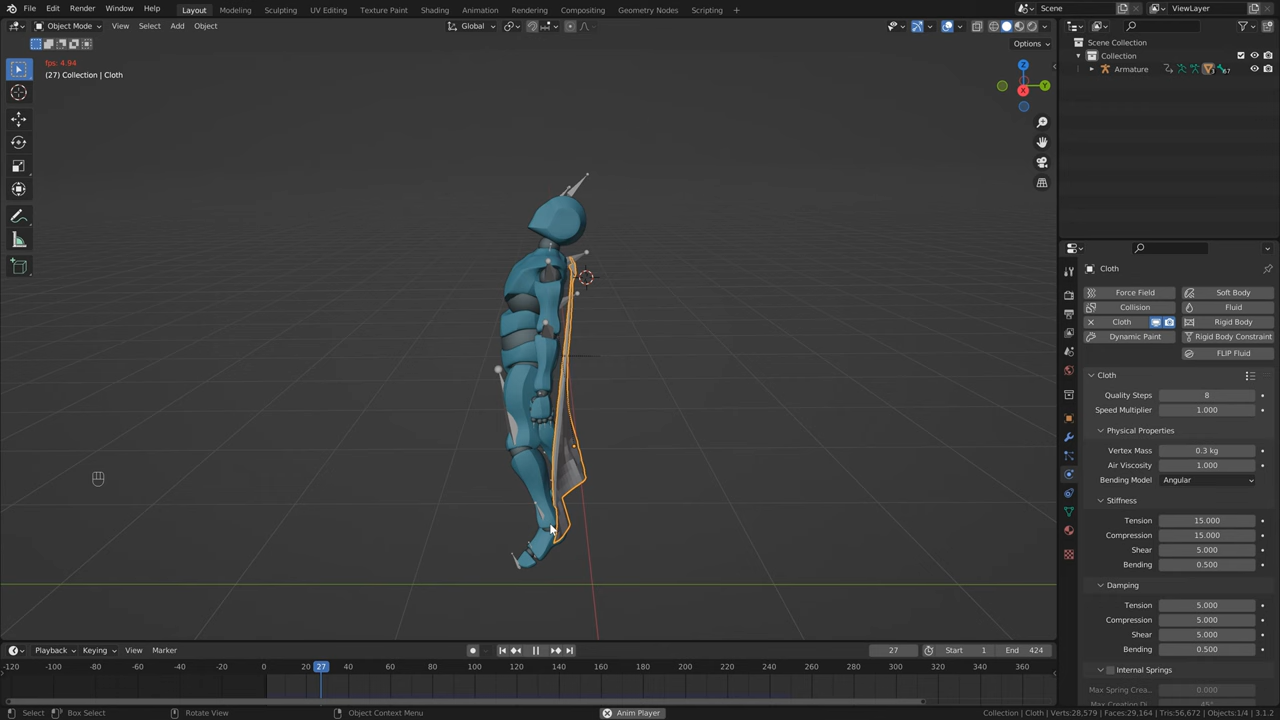 File Edit Render Window Help Layout Modeling Sculpting UV Editing Texture Paint Shading Animation Rendering Compositing Geometry Nodes Scripting Scene ViewLayer
Object Mode View Select Add Object Global
Options
fps: 4.94
(27) Collection | Cloth
Z
Y
X
Scene Collection
Collection
Armature
67
Cloth
Force Field Soft Body
Collision Fluid
Cloth Rigid Body
Dynamic Paint Rigid Body Constraint
FLIP Fluid
Cloth
Quality Steps 8
Speed Multiplier 1.000
Physical Properties
Vertex Mass 0.3 kg
Air Viscosity 1.000
Bending Model Angular
Stiffness
Tension 15.000
Compression 15.000
Shear 5.000
Bending 0.500
Damping
Tension 5.000
Compression 5.000
Shear 5.000
Bending 0.500
Internal Springs
Max Spring Crea... 0.000
Playback Keying View Marker 27 Start 1 End 424
-120 -100 -80 -60 -40 -20 0 20 27 40 60 80 100 120 140 160 180 200 220 240 260 280 300 320 340 360
Select Box Select Rotate View Object Context Menu Anim Player Collection | Cloth | Verts:28,579 | Faces:29,164 | Tris:56,672 | Objects:1/4 | 3.1.2